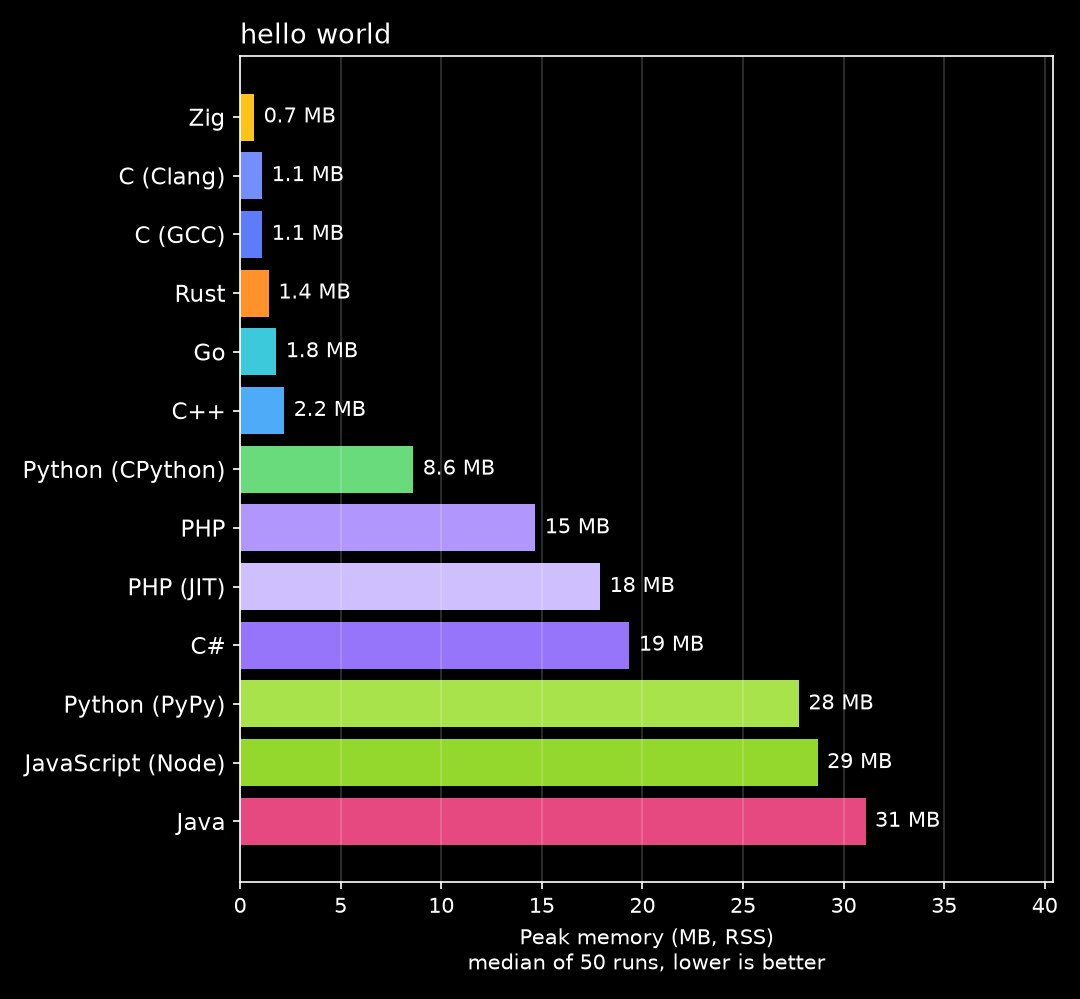 hello world
Zig 0.7 MB
C (Clang) 1.1 MB
C (GCC) 1.1 MB
Rust 1.4 MB
Go 1.8 MB
C++ 2.2 MB
Python (CPython) 8.6 MB
PHP 15 MB
PHP (JIT) 18 MB
C# 19 MB
Python (PyPy) 28 MB
JavaScript (Node) 29 MB
Java 31 MB
0 5 10 15 20 25 30 35 40
Peak memory (MB, RSS)
median of 50 runs, lower is better